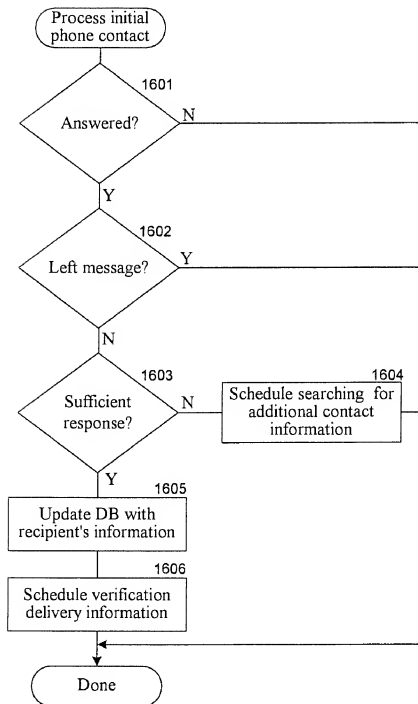 Process initial
phone contact
1601
Answered?
N
Y
1602
Left message?
Y
N
1603
Sufficient
response?
N
1604
Schedule searching for
additional contact
information
Y
1605
Update DB with
recipient's information
1606
Schedule verification
delivery information
Done